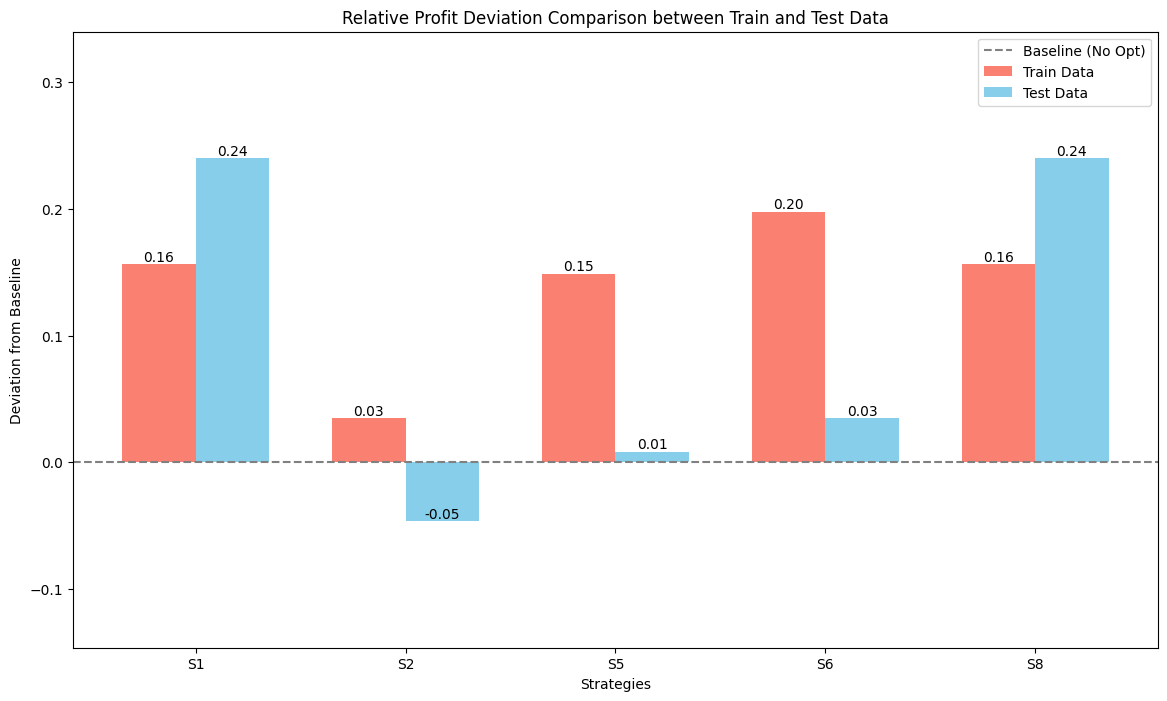 Relative Profit Deviation Comparison between Train and Test Data
Baseline (No Opt)
Train Data
Test Data
Deviation from Baseline
0.3
0.2
0.1
0.0
−0.1
0.16
0.24
0.03
-0.05
0.15
0.01
0.20
0.03
0.16
0.24
S1
S2
S5
S6
S8
Strategies